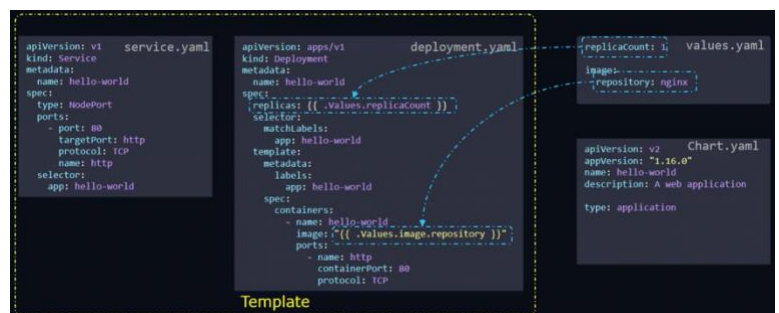 service.yaml
apiVersion: v1
kind: Service
metadata:
  name: hello-world
spec:
  type: NodePort
  ports:
    - port: 80
      targetPort: http
      protocol: TCP
      name: http
  selector:
    app: hello-world
deployment.yaml
apiVersion: apps/v1
kind: Deployment
metadata:
  name: hello-world
spec:
  replicas: {{ .Values.replicaCount }}
  selector:
    matchLabels:
      app: hello-world
  template:
    metadata:
      labels:
        app: hello-world
    spec:
      containers:
        - name: hello-world
          image: "{{ .Values.image.repository }}"
          ports:
            - name: http
              containerPort: 80
              protocol: TCP
Template
values.yaml
replicaCount: 1
image:
  repository: nginx
Chart.yaml
apiVersion: v2
appVersion: "1.16.0"
name: hello-world
description: A web application
type: application